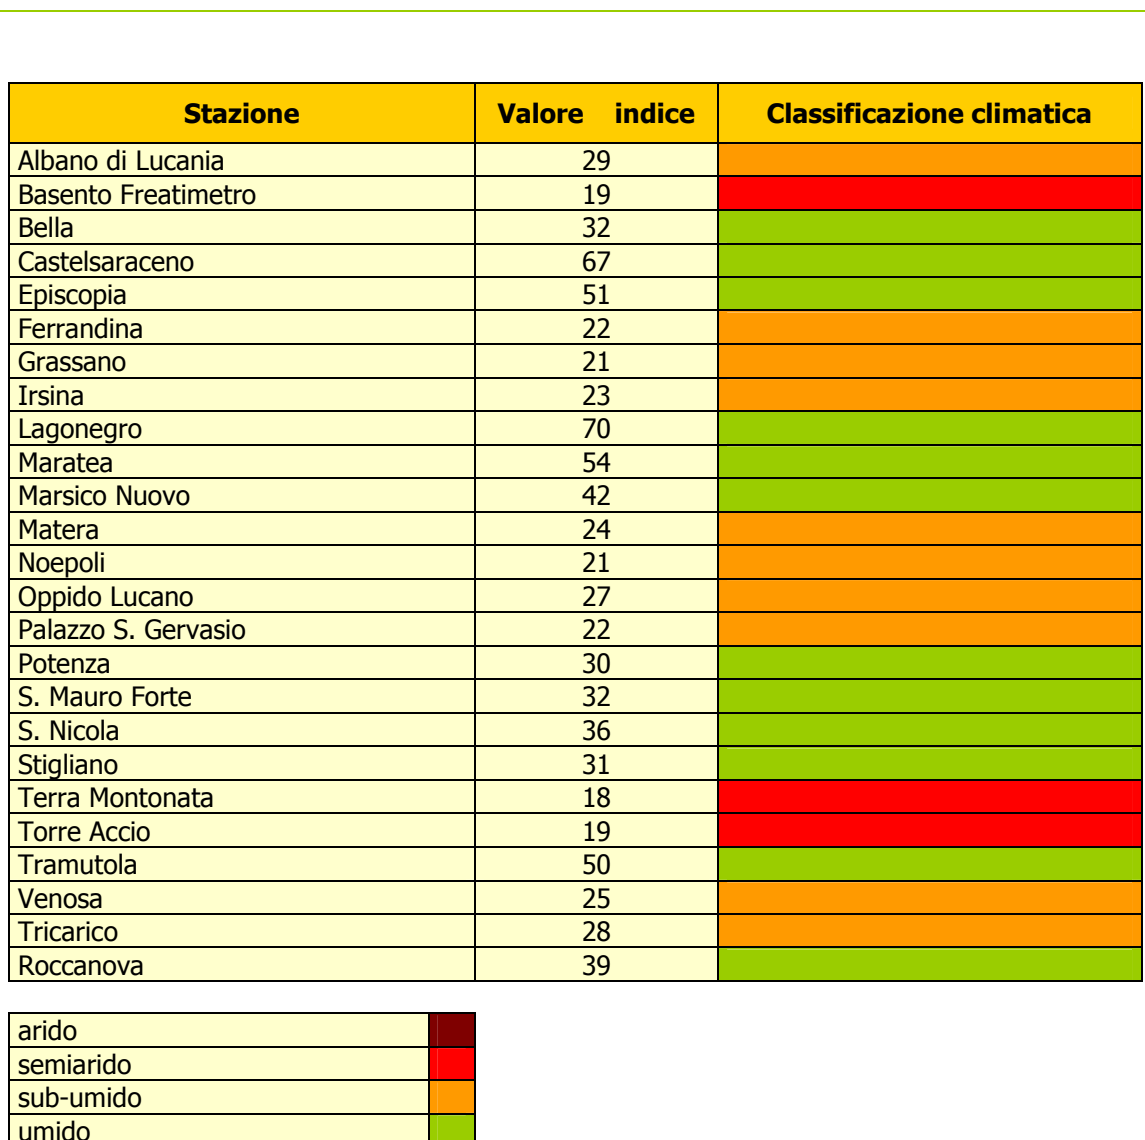 Stazione Valore indice Classificazione climatica
Albano di Lucania 29
Basento Freatimetro 19
Bella 32
Castelsaraceno 67
Episcopia 51
Ferrandina 22
Grassano 21
Irsina 23
Lagonegro 70
Maratea 54
Marsico Nuovo 42
Matera 24
Noepoli 21
Oppido Lucano 27
Palazzo S. Gervasio 22
Potenza 30
S. Mauro Forte 32
S. Nicola 36
Stigliano 31
Terra Montonata 18
Torre Accio 19
Tramutola 50
Venosa 25
Tricarico 28
Roccanova 39
arido
semiarido
sub-umido
umido